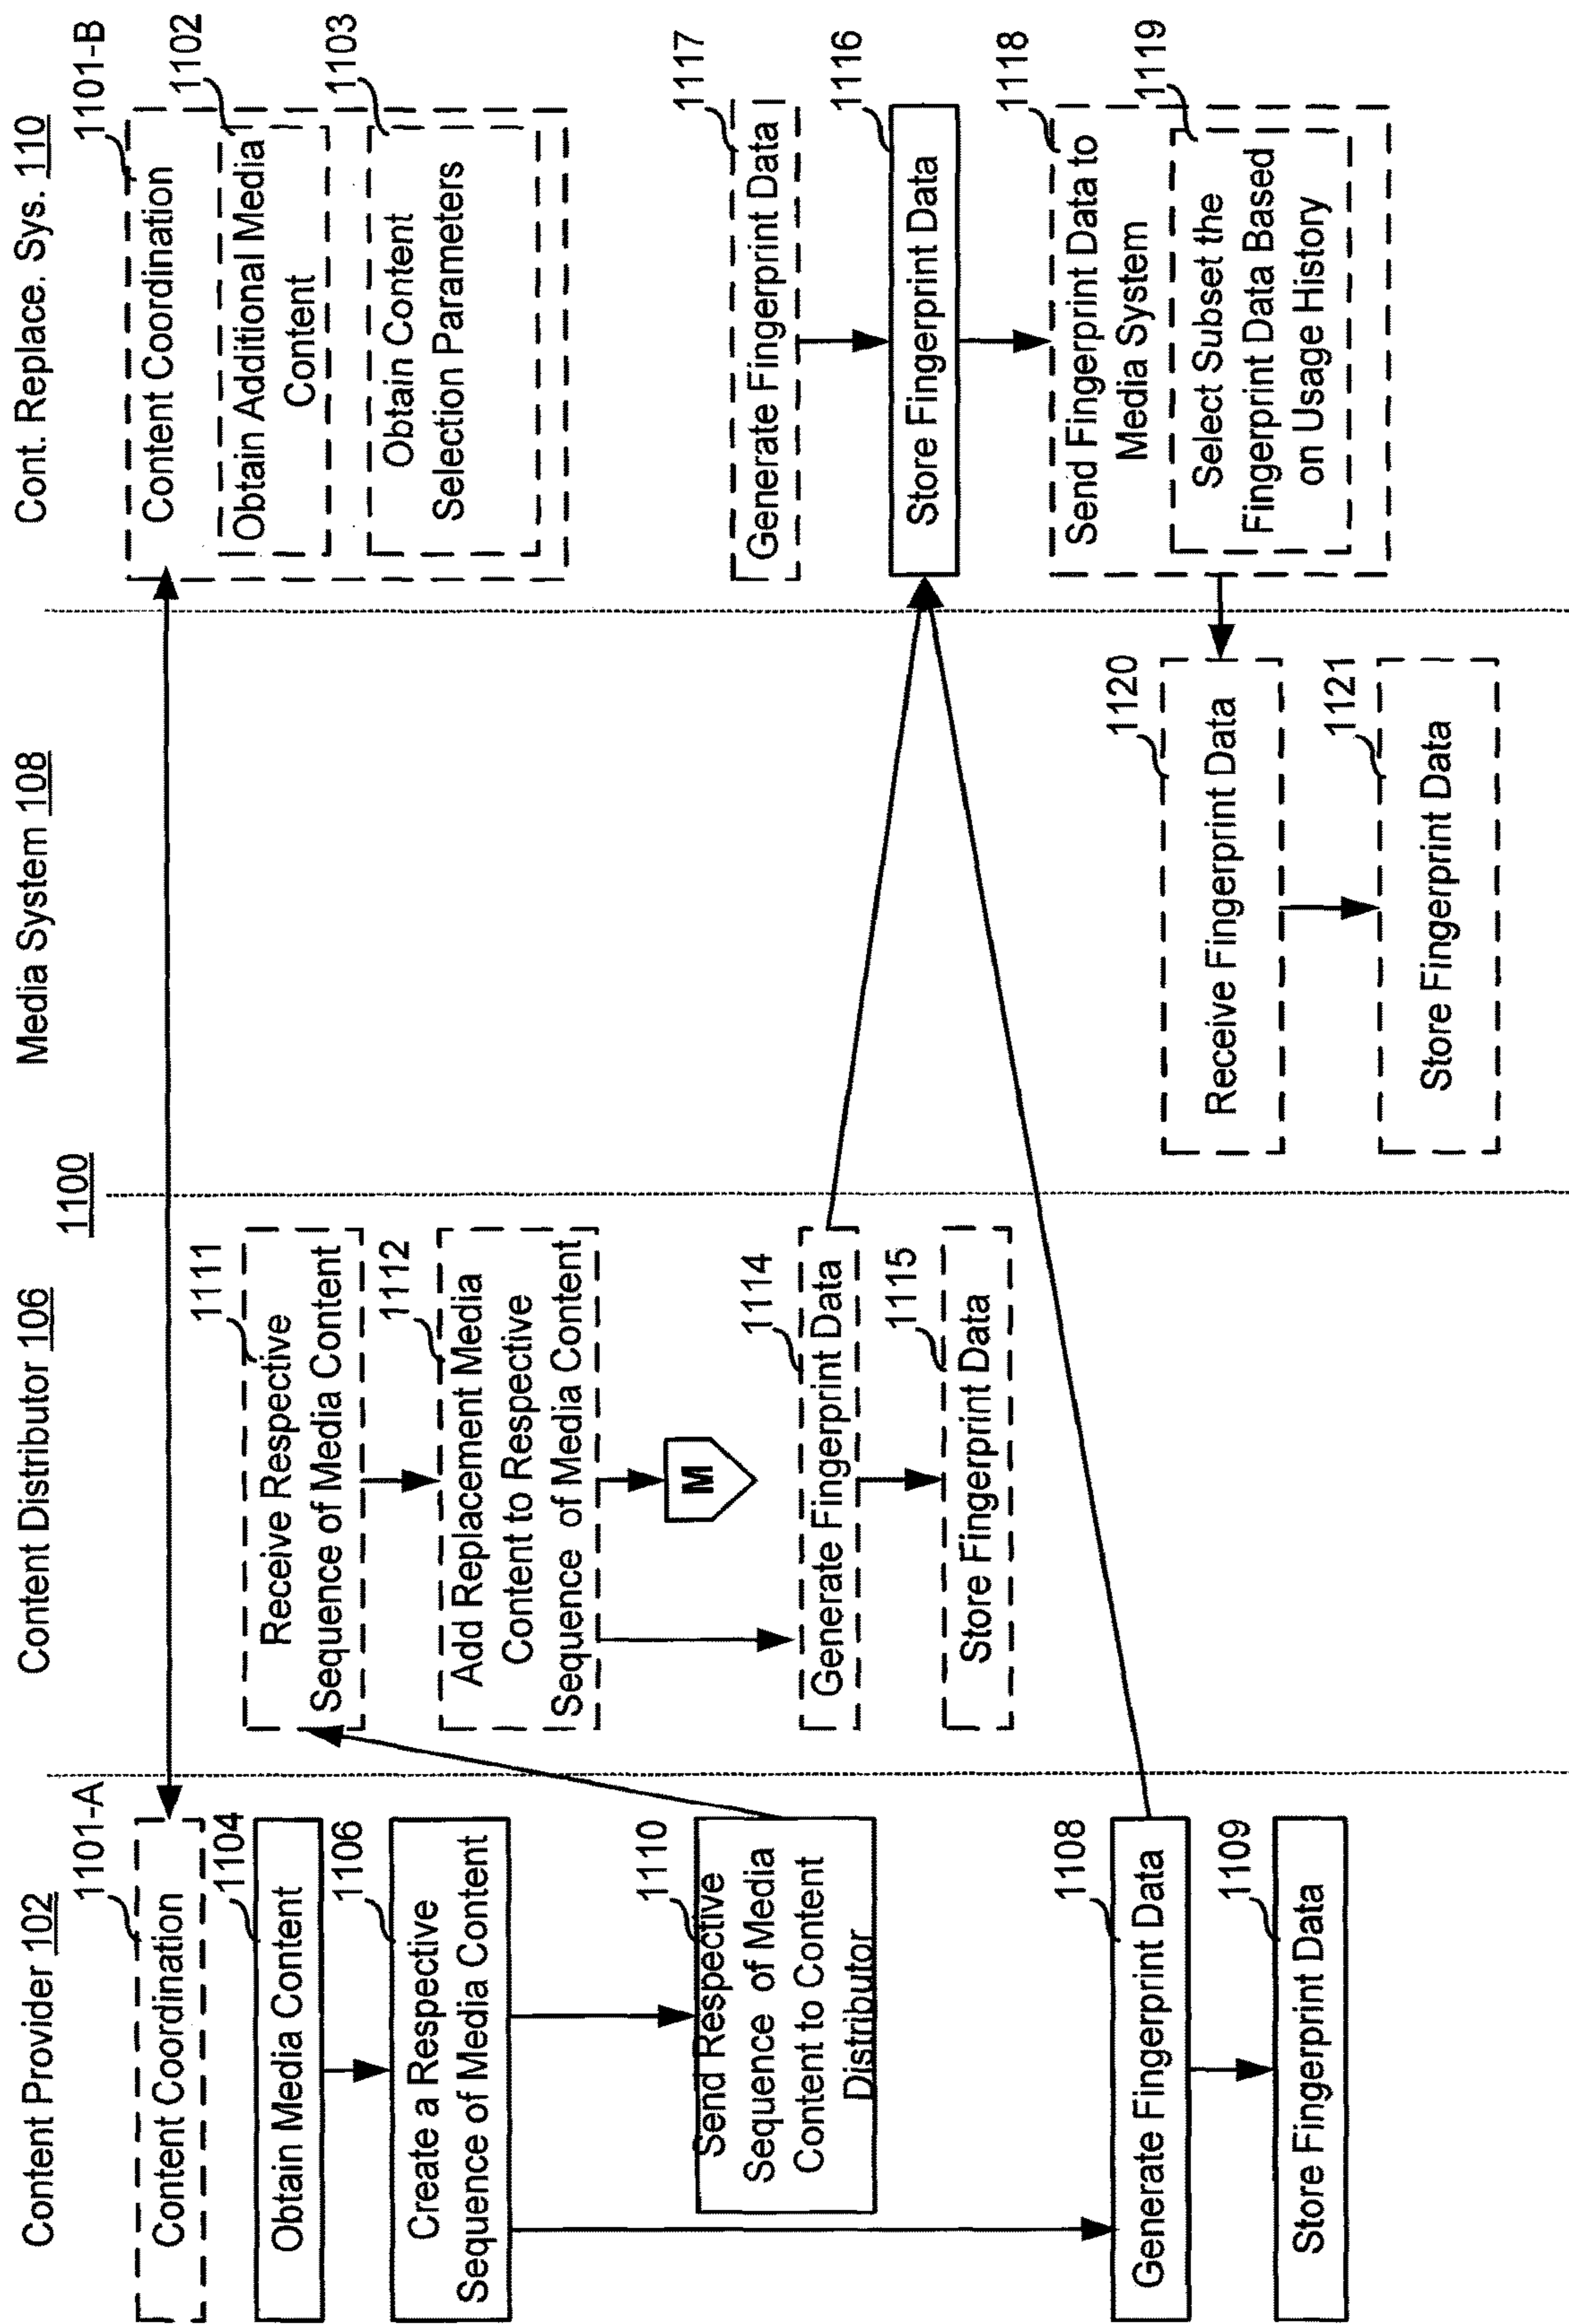 1100
Content Provider 102
1101-A
Content Coordination
1104
Obtain Media Content
1106
Create a Respective
Sequence of Media Content
1110
Send Respective
Sequence of Media
Content to Content
Distributor
1108
Generate Fingerprint Data
1109
Store Fingerprint Data
Content Distributor 106
1111
Receive Respective
Sequence of Media Content
1112
Add Replacement Media
Content to Respective
Sequence of Media Content
M
1114
Generate Fingerprint Data
1115
Store Fingerprint Data
Media System 108
1120
Receive Fingerprint Data
1121
Store Fingerprint Data
Cont. Replace. Sys. 110
1101-B
Content Coordination
1102
Obtain Additional Media
Content
1103
Obtain Content
Selection Parameters
1117
Generate Fingerprint Data
1116
Store Fingerprint Data
1118
Send Fingerprint Data to
Media System
1119
Select Subset the
Fingerprint Data Based
on Usage History